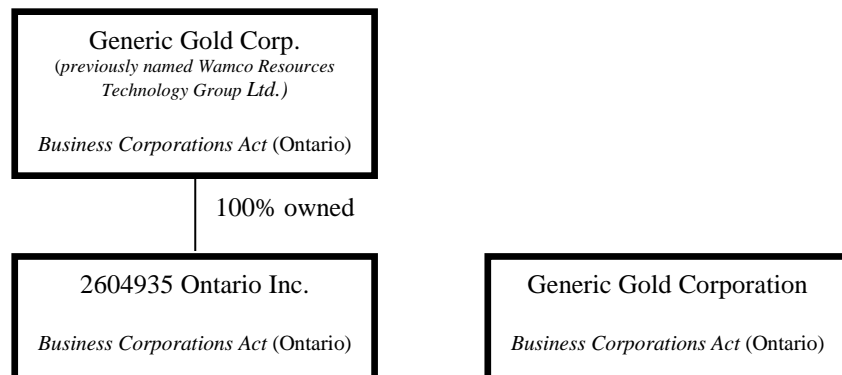 Generic Gold Corp.
(previously named Wamco Resources
Technology Group Ltd.)
Business Corporations Act (Ontario)
100% owned
2604935 Ontario Inc.
Business Corporations Act (Ontario)
Generic Gold Corporation
Business Corporations Act (Ontario)